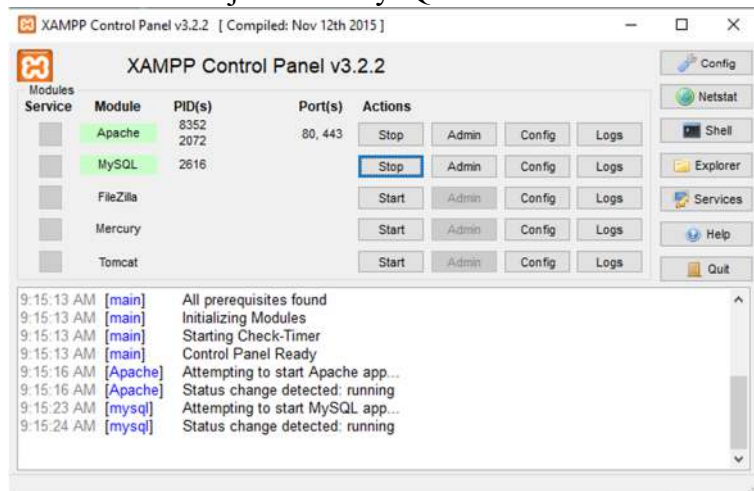 XAMPP Control Panel v3.2.2 [ Compiled: Nov 12th 2015 ]
XAMPP Control Panel v3.2.2
Config
Modules
Service Module PID(s) Port(s) Actions
Netstat
Apache 8352 2072 80, 443 Stop Admin Config Logs
Shell
MySQL 2616 Stop Admin Config Logs
Explorer
FileZilla Start Admin Config Logs
Services
Mercury Start Admin Config Logs
Help
Tomcat Start Admin Config Logs
Quit
9:15:13 AM [main] All prerequisites found
9:15:13 AM [main] Initializing Modules
9:15:13 AM [main] Starting Check-Timer
9:15:13 AM [main] Control Panel Ready
9:15:16 AM [Apache] Attempting to start Apache app...
9:15:16 AM [Apache] Status change detected: running
9:15:23 AM [mysql] Attempting to start MySQL app...
9:15:24 AM [mysql] Status change detected: running